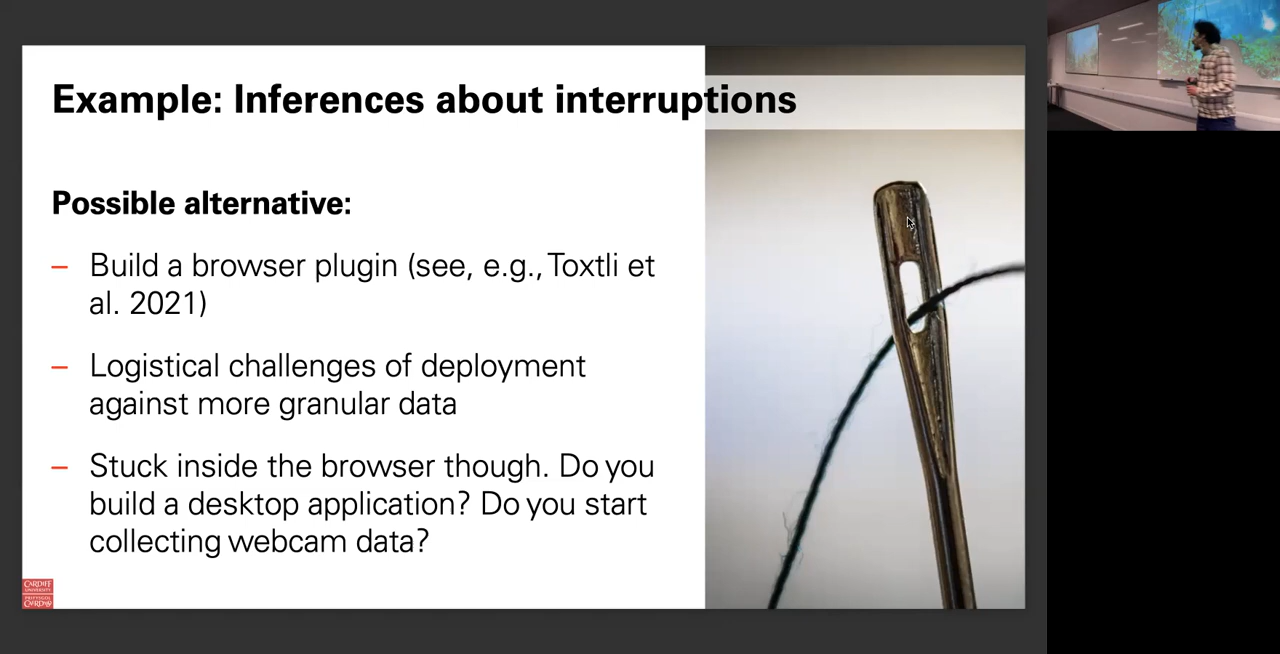 Example: Inferences about interruptions
Possible alternative:
– Build a browser plugin (see, e.g., Toxtli et
al. 2021)
– Logistical challenges of deployment
against more granular data
– Stuck inside the browser though. Do you
build a desktop application? Do you start
collecting webcam data?
CARDIFF
UNIVERSITY
PRIFYSGOL
CAERDYDD